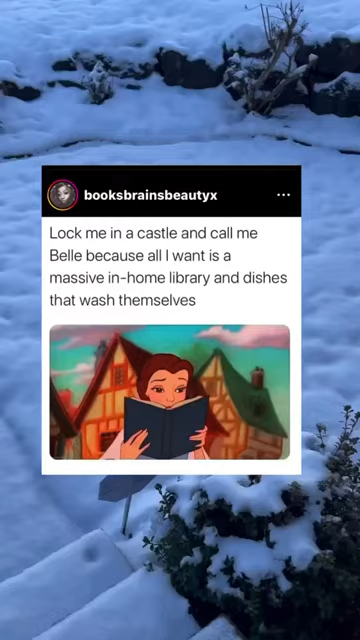 booksbrainsbeautyx
Lock me in a castle and call me
Belle because all I want is a
massive in-home library and dishes
that wash themselves